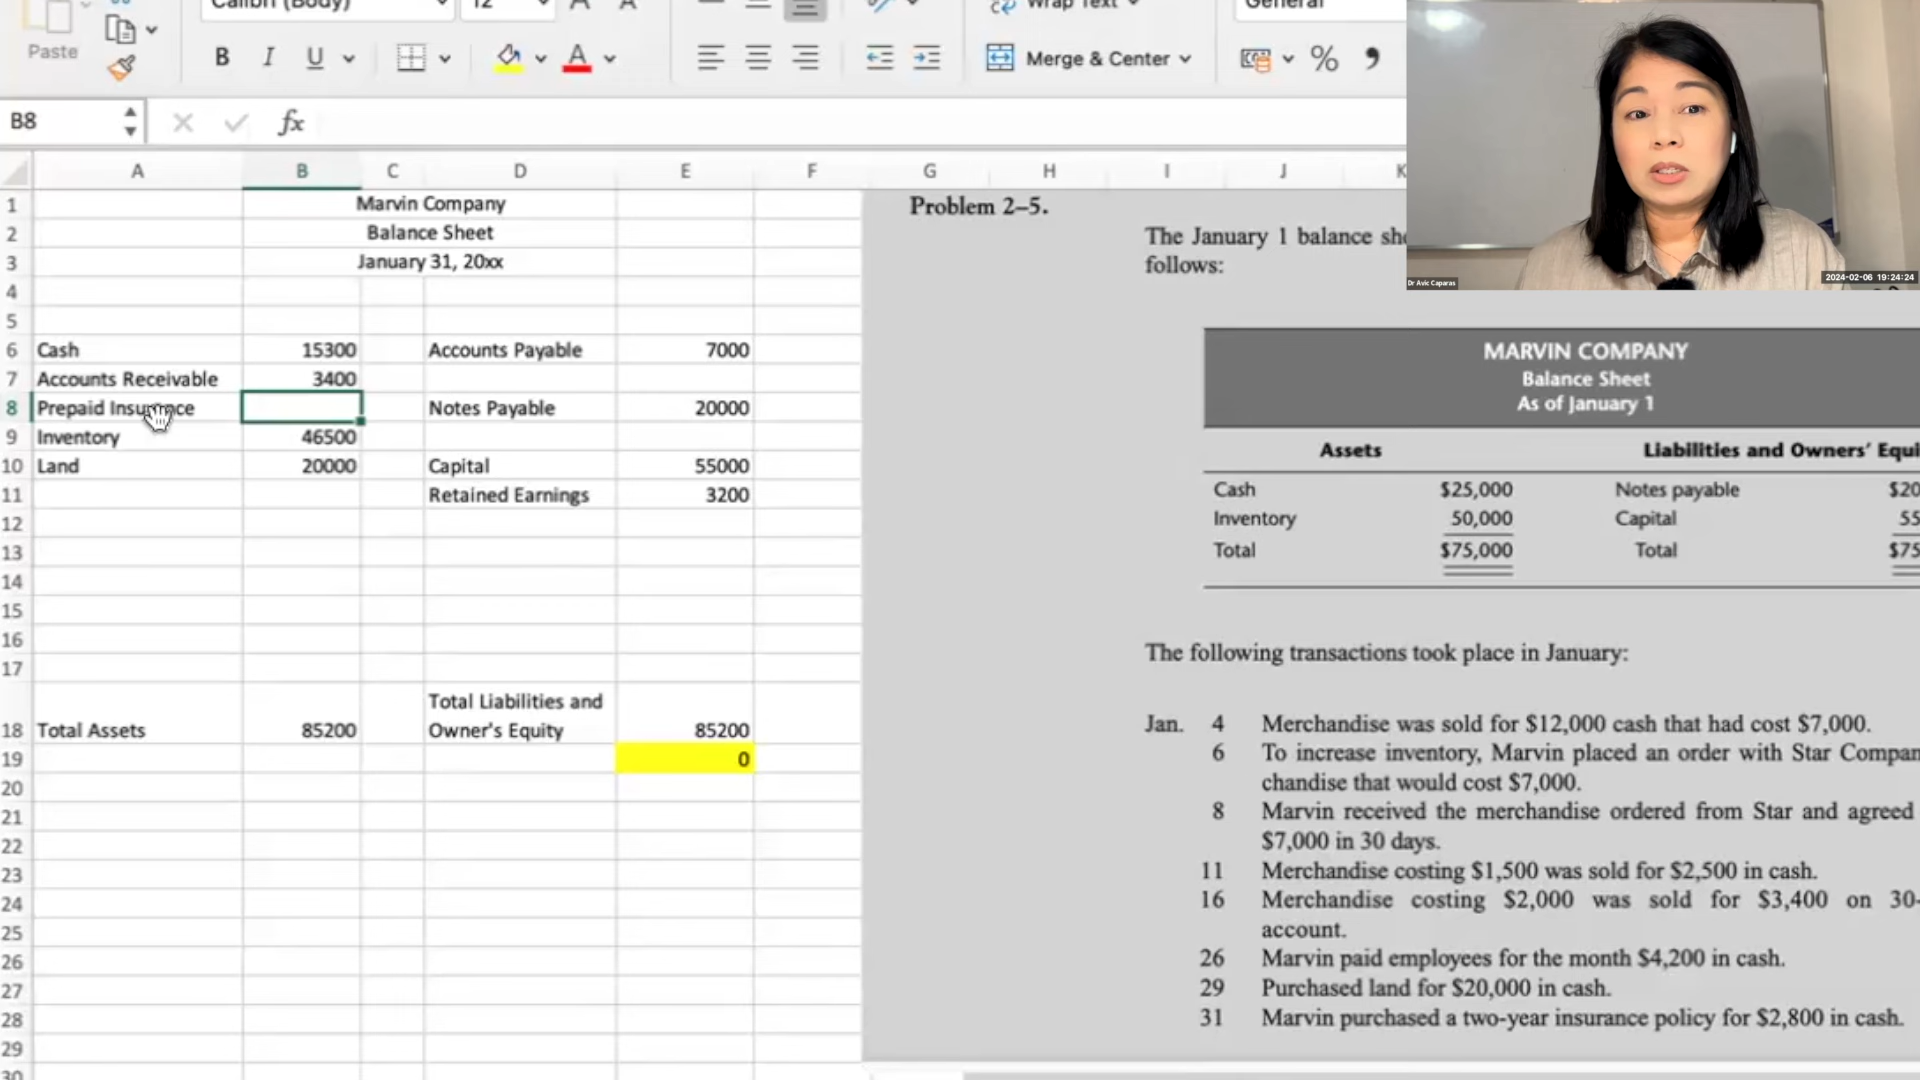 Calibri (Body) 12 Wrap Text General
Paste B I U A Merge & Center % 9
B8 fx
A B C D E F G H I J K
1 Marvin Company
2 Balance Sheet
3 January 31, 20xx
4
5
6 Cash 15300 Accounts Payable 7000
7 Accounts Receivable 3400
8 Prepaid Insurance Notes Payable 20000
9 Inventory 46500
10 Land 20000 Capital 55000
11 Retained Earnings 3200
12
13
14
15
16
17
Total Liabilities and
18 Total Assets 85200 Owner's Equity 85200
19 0
20
21
22
23
24
25
26
27
28
29
30
Problem 2–5.
The January 1 balance
follows:
MARVIN COMPANY
Balance Sheet
As of January 1
Assets Liabilities and Owners'
Cash $25,000 Notes payable $20
Inventory 50,000 Capital 55
Total $75,000 Total $75
The following transactions took place in January:
Jan. 4 Merchandise was sold for $12,000 cash that had cost $7,000.
6 To increase inventory, Marvin placed an order with Star
chandise that would cost $7,000.
8 Marvin received the merchandise ordered from Star and agreed
$7,000 in 30 days.
11 Merchandise costing $1,500 was sold for $2,500 in cash.
16 Merchandise costing $2,000 was sold for $3,400 on 30-
account.
26 Marvin paid employees for the month $4,200 in cash.
29 Purchased land for $20,000 in cash.
31 Marvin purchased a two-year insurance policy for $2,800 in cash.
Dr Avic Caparas
2024-02-06 19:24:24